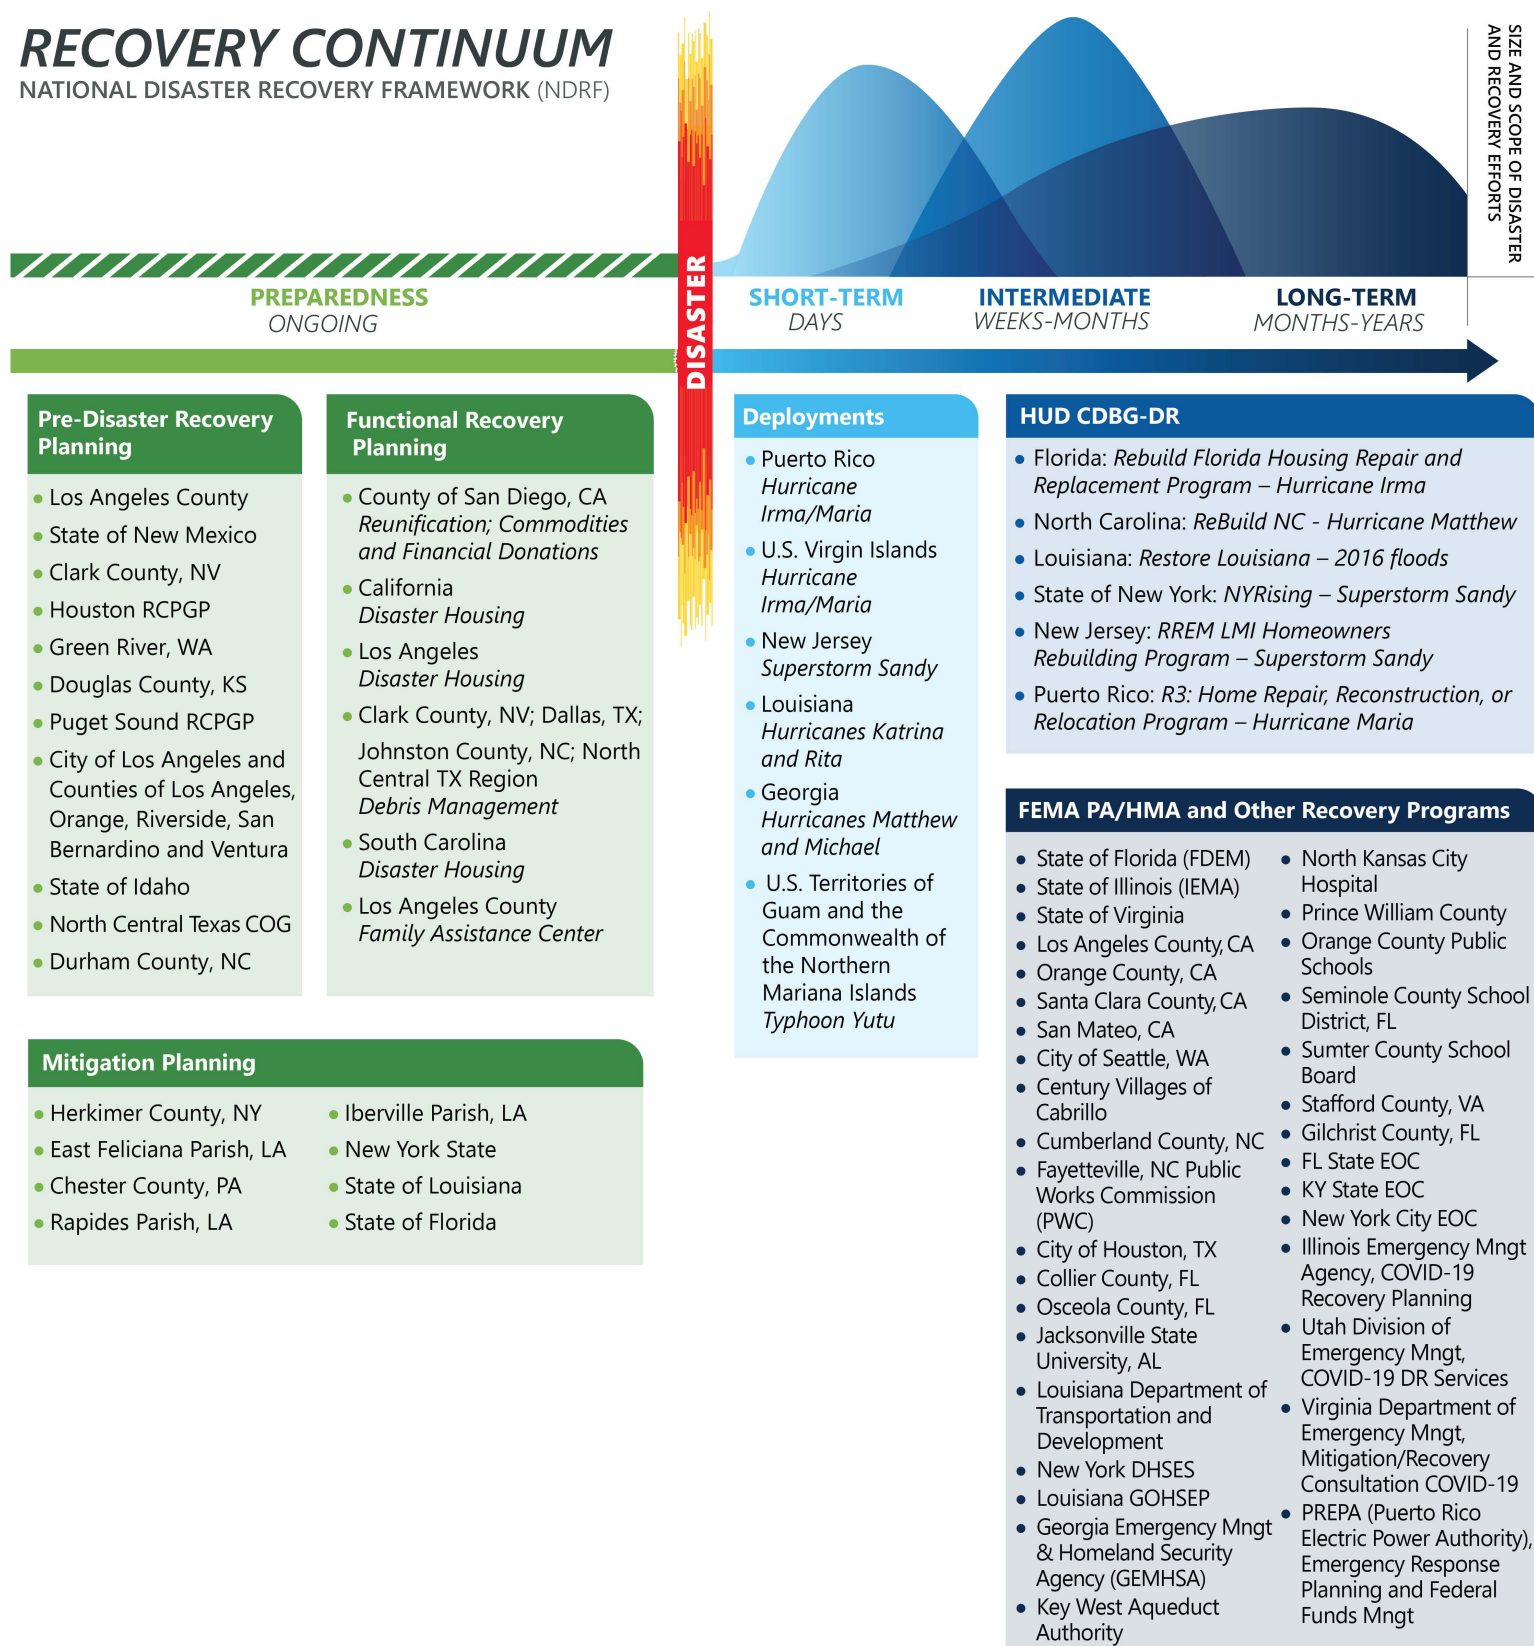 RECOVERY CONTINUUM
NATIONAL DISASTER RECOVERY FRAMEWORK (NDRF)
SIZE AND SCOPE OF DISASTER
AND RECOVERY EFFORTS
DISASTER
PREPAREDNESS
ONGOING
SHORT-TERM
DAYS
INTERMEDIATE
WEEKS-MONTHS
LONG-TERM
MONTHS-YEARS
Pre-Disaster Recovery
Planning
Los Angeles County
State of New Mexico
Clark County, NV
Houston RCPGP
Green River, WA
Douglas County, KS
Puget Sound RCPGP
City of Los Angeles and
Counties of Los Angeles,
Orange, Riverside, San
Bernardino and Ventura
State of Idaho
North Central Texas COG
Durham County, NC
Functional Recovery
Planning
County of San Diego, CA
Reunification; Commodities
and Financial Donations
California
Disaster Housing
Los Angeles
Disaster Housing
Clark County, NV; Dallas, TX;
Johnston County, NC; North
Central TX Region
Debris Management
South Carolina
Disaster Housing
Los Angeles County
Family Assistance Center
Mitigation Planning
Herkimer County, NY
East Feliciana Parish, LA
Chester County, PA
Rapides Parish, LA
Iberville Parish, LA
New York State
State of Louisiana
State of Florida
Deployments
Puerto Rico
Hurricane
Irma/Maria
U.S. Virgin Islands
Hurricane
Irma/Maria
New Jersey
Superstorm Sandy
Louisiana
Hurricanes Katrina
and Rita
Georgia
Hurricanes Matthew
and Michael
U.S. Territories of
Guam and the
Commonwealth of
the Northern
Mariana Islands
Typhoon Yutu
HUD CDBG-DR
Florida: Rebuild Florida Housing Repair and
Replacement Program – Hurricane Irma
North Carolina: ReBuild NC - Hurricane Matthew
Louisiana: Restore Louisiana – 2016 floods
State of New York: NYRising – Superstorm Sandy
New Jersey: RREM LMI Homeowners
Rebuilding Program – Superstorm Sandy
Puerto Rico: R3: Home Repair, Reconstruction, or
Relocation Program – Hurricane Maria
FEMA PA/HMA and Other Recovery Programs
State of Florida (FDEM)
State of Illinois (IEMA)
State of Virginia
Los Angeles County, CA
Orange County, CA
Santa Clara County, CA
San Mateo, CA
City of Seattle, WA
Century Villages of
Cabrillo
Cumberland County, NC
Fayetteville, NC Public
Works Commission
(PWC)
City of Houston, TX
Collier County, FL
Osceola County, FL
Jacksonville State
University, AL
Louisiana Department of
Transportation and
Development
New York DHSES
Louisiana GOHSEP
Georgia Emergency Mngt
& Homeland Security
Agency (GEMHSA)
Key West Aqueduct
Authority
North Kansas City
Hospital
Prince William County
Orange County Public
Schools
Seminole County School
District, FL
Sumter County School
Board
Stafford County, VA
Gilchrist County, FL
FL State EOC
KY State EOC
New York City EOC
Illinois Emergency Mngt
Agency, COVID-19
Recovery Planning
Utah Division of
Emergency Mngt,
COVID-19 DR Services
Virginia Department of
Emergency Mngt,
Mitigation/Recovery
Consultation COVID-19
PREPA (Puerto Rico
Electric Power Authority),
Emergency Response
Planning and Federal
Funds Mngt